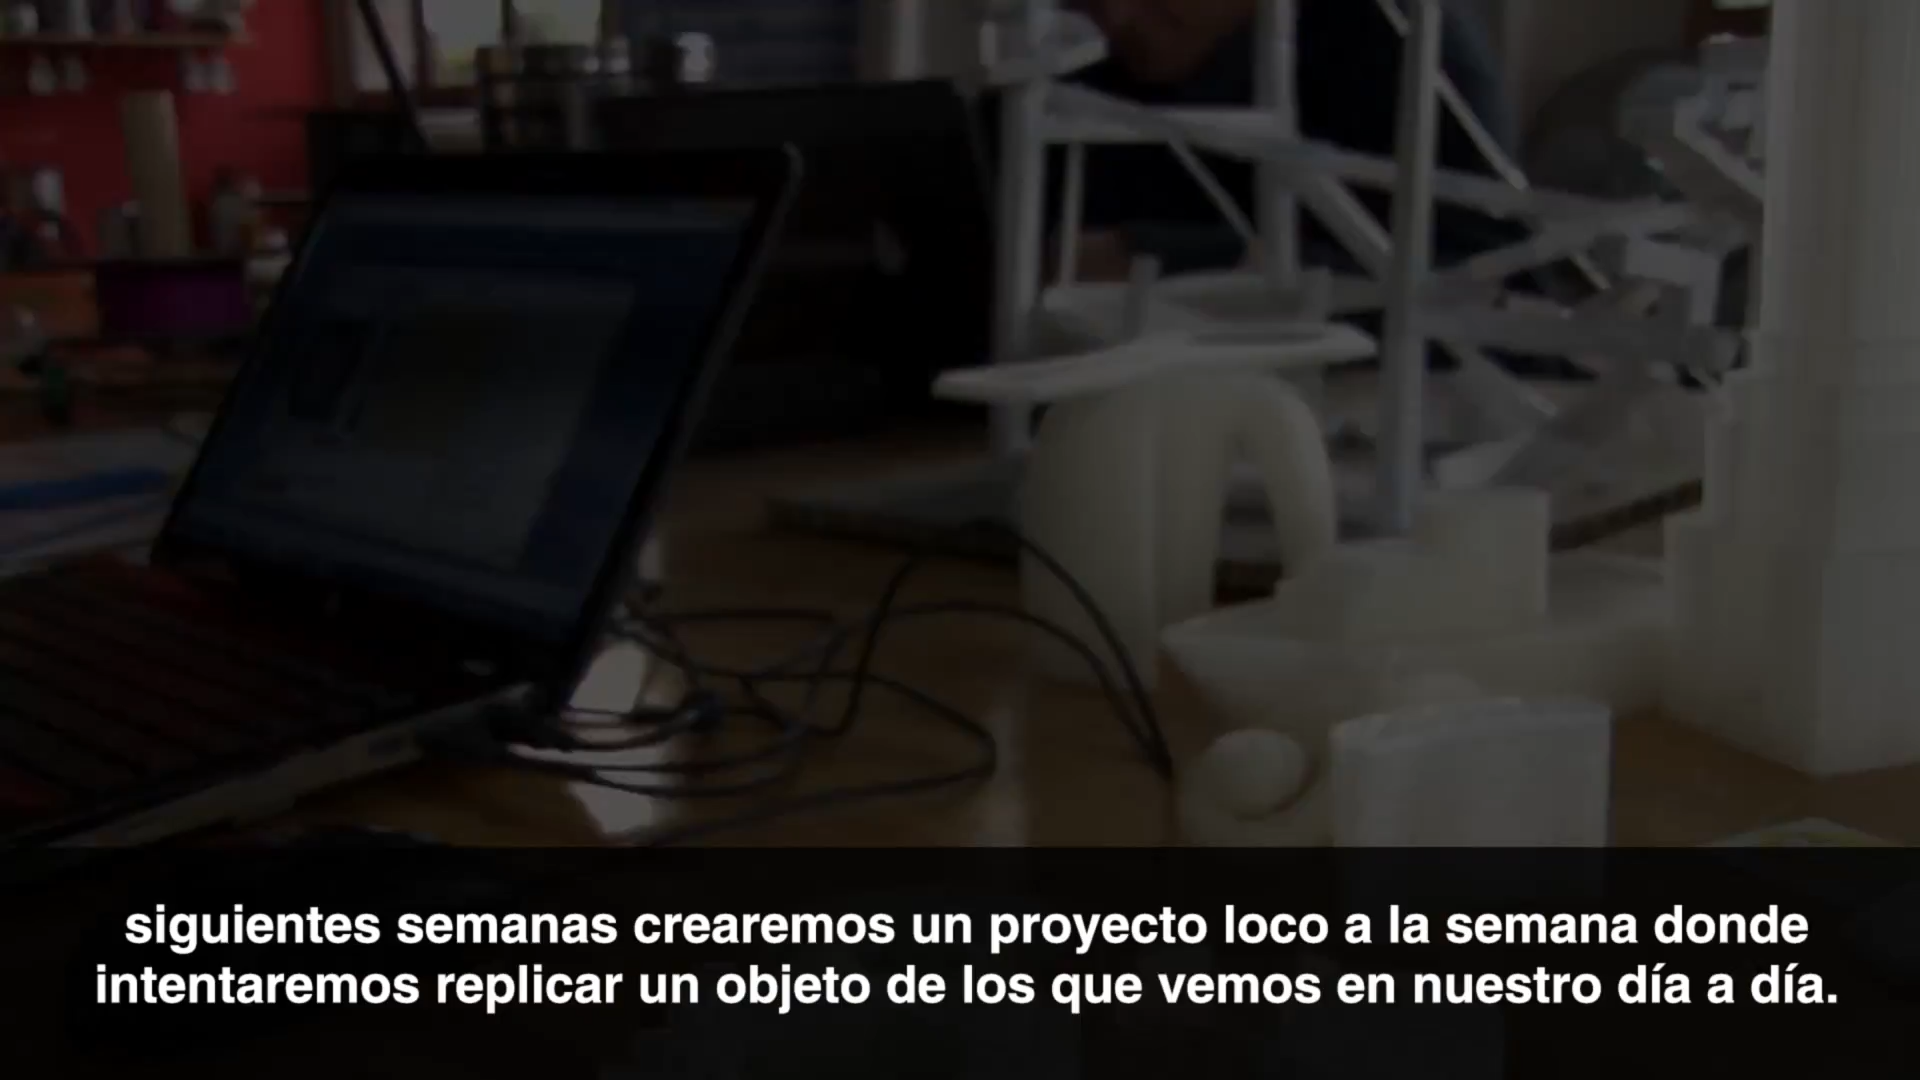 siguientes semanas crearemos un proyecto loco a la semana donde
intentaremos replicar un objeto de los que vemos en nuestro día a día.